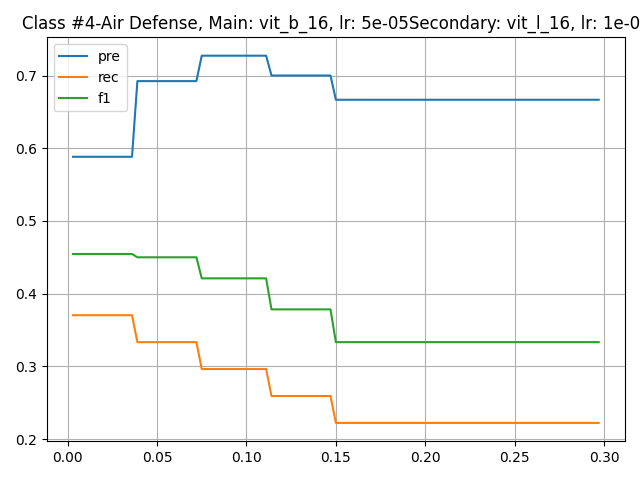 Class #4-Air Defense, Main: vit_b_16, lr: 5e-05Secondary: vit_l_16, lr: 1e-0
pre
rec
f1
0.7
0.6
0.5
0.4
0.3
0.2
0.00 0.05 0.10 0.15 0.20 0.25 0.30